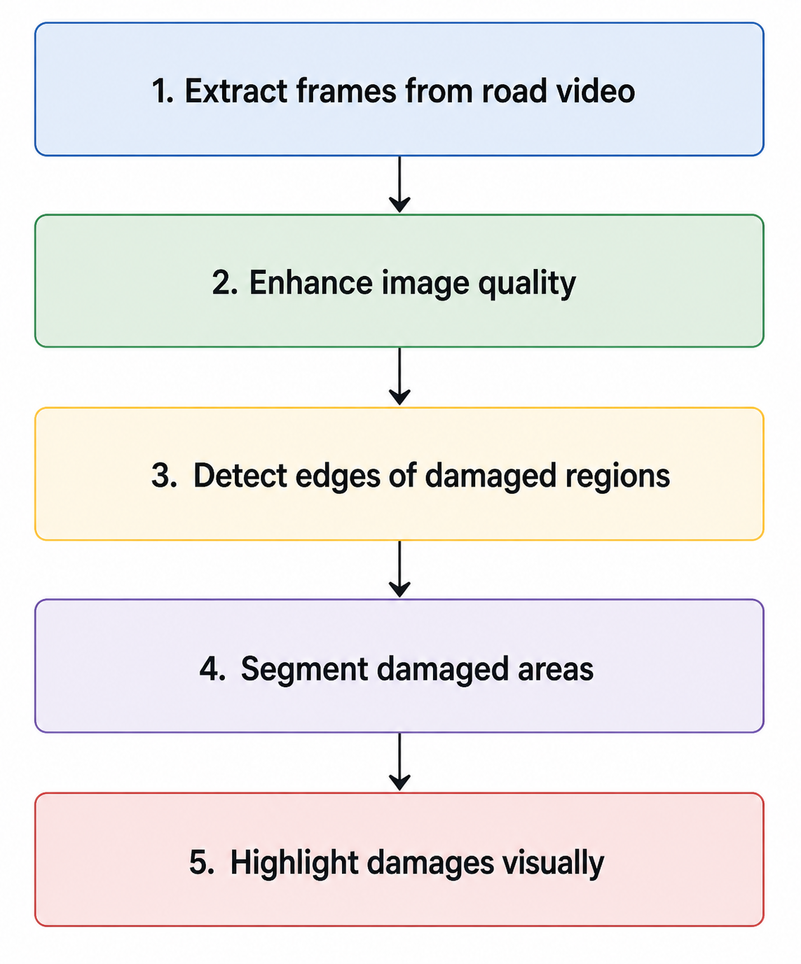 1. Extract frames from road video
2. Enhance image quality
3. Detect edges of damaged regions
4. Segment damaged areas
5. Highlight damages visually